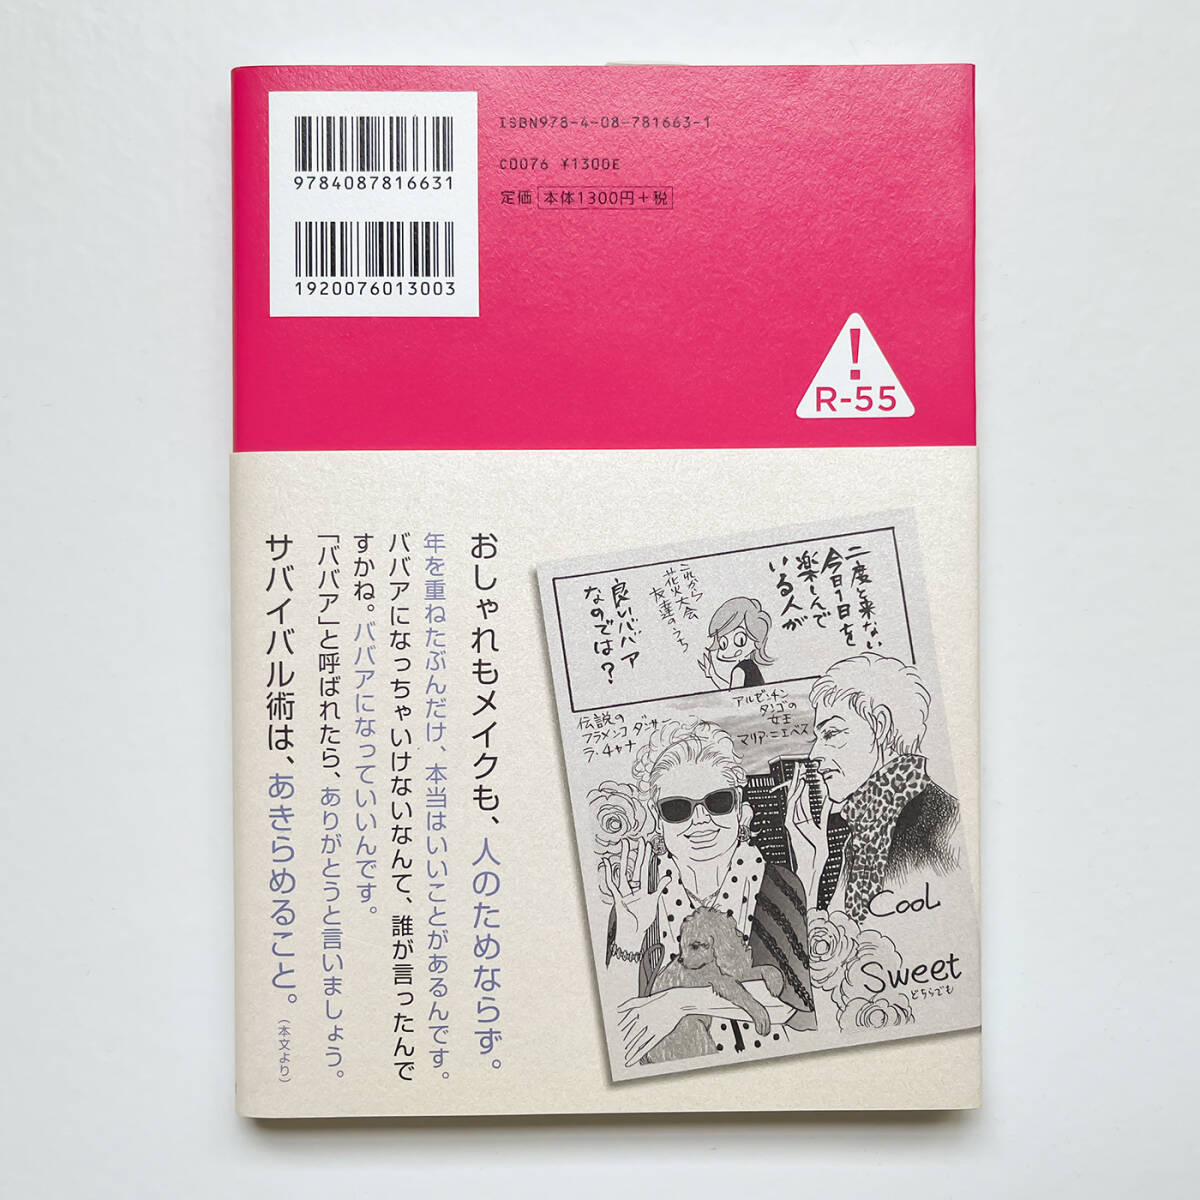 ISBN978-4-08-781663-1
9784087816631
C0076 ¥1300E
定価 本体1300円+税
1920076013003
!
R-55
おしゃれもメイクも、人のためならず。
年を重ねたぶんだけ、本当はいいことがあるんです。
ババアになっちゃいけないなんて、誰が言ったんで
すかね。ババアになっていいんです。
「ババア」と呼ばれたら、ありがとうと言いましょう。
サバイバル術は、あきらめること。(本文より)
二度と来ない
今日1日を
楽しんで
いる人が
良いババア
なのでは?
これから
花火大会
友達のうち
伝説の
フラメンコダンサー
ラ・チャナ
アルゼンチン
タンゴの
女王
マリア・ニエベス
COOL
Sweet
どちらでも